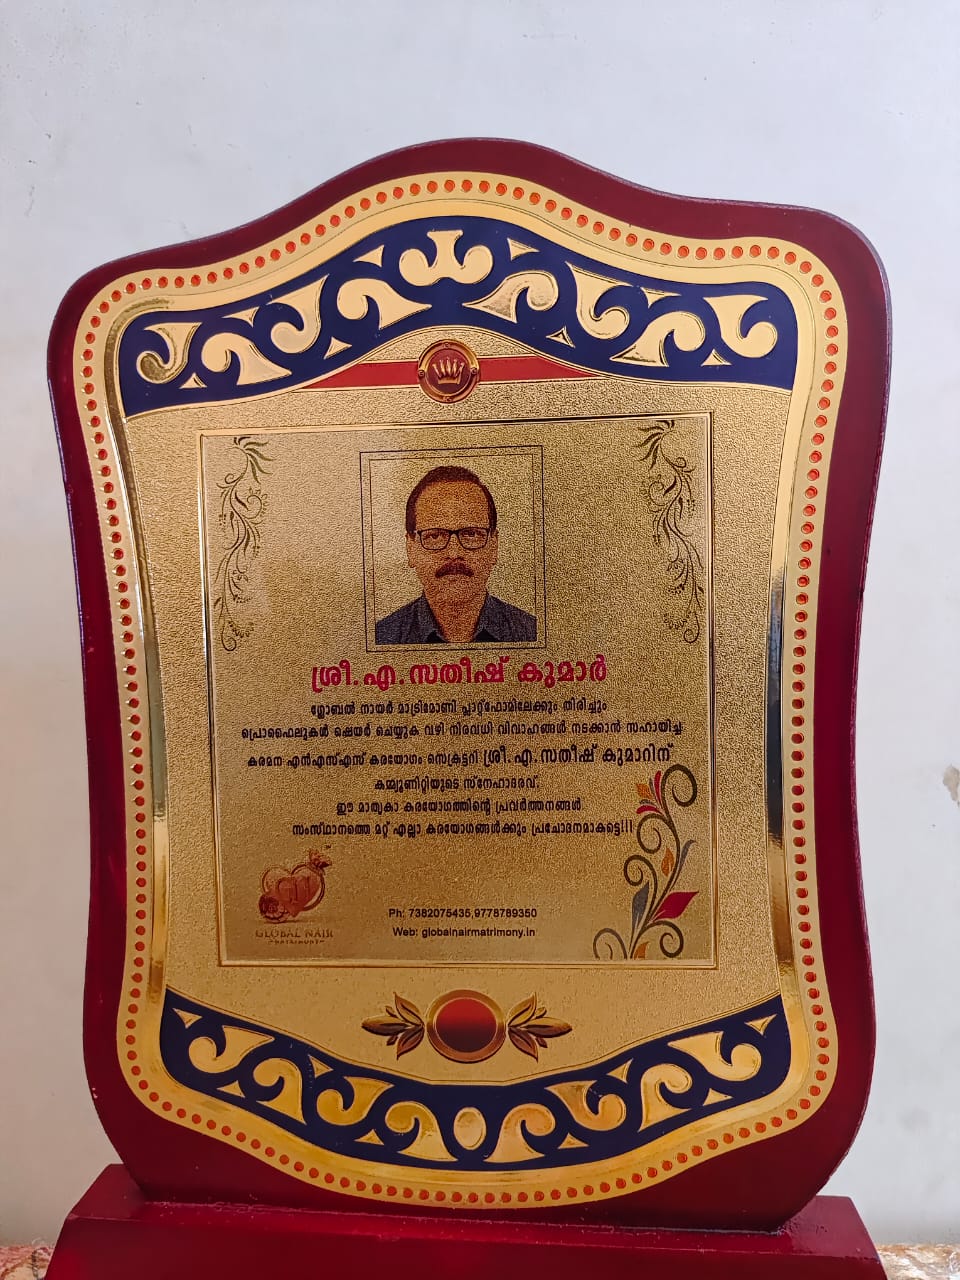 ശ്രീ.എ.സതീഷ് കുമാർ
ഗ്ലോബൽ നായർ മാട്രിമോണി പ്ലാറ്റ്ഫോമിലേക്കും തിരിച്ചും
പ്രൊഫൈലുകൾ ഷെയർ ചെയ്യുക വഴി നിരവധി വിവാഹങ്ങൾ നടക്കാൻ സഹായിച്ച
കരമന എൻഎസ്എസ് കരയോഗം സെക്രട്ടറി ശ്രീ.എ.സതീഷ് കുമാറിന്
കമ്മ്യൂണിറ്റിയുടെ സ്നേഹാദരവ്.
ഈ മാതൃകാ കരയോഗത്തിന്റെ പ്രവർത്തനങ്ങൾ
സംസ്ഥാനത്തെ മറ്റ് എല്ലാ കരയോഗങ്ങൾക്കും പ്രചോദനമാകട്ടെ!!!
GLOBAL NAIR
MATRIMONY
Ph: 7382075435,9778789350
Web: globalnairmatrimony.in